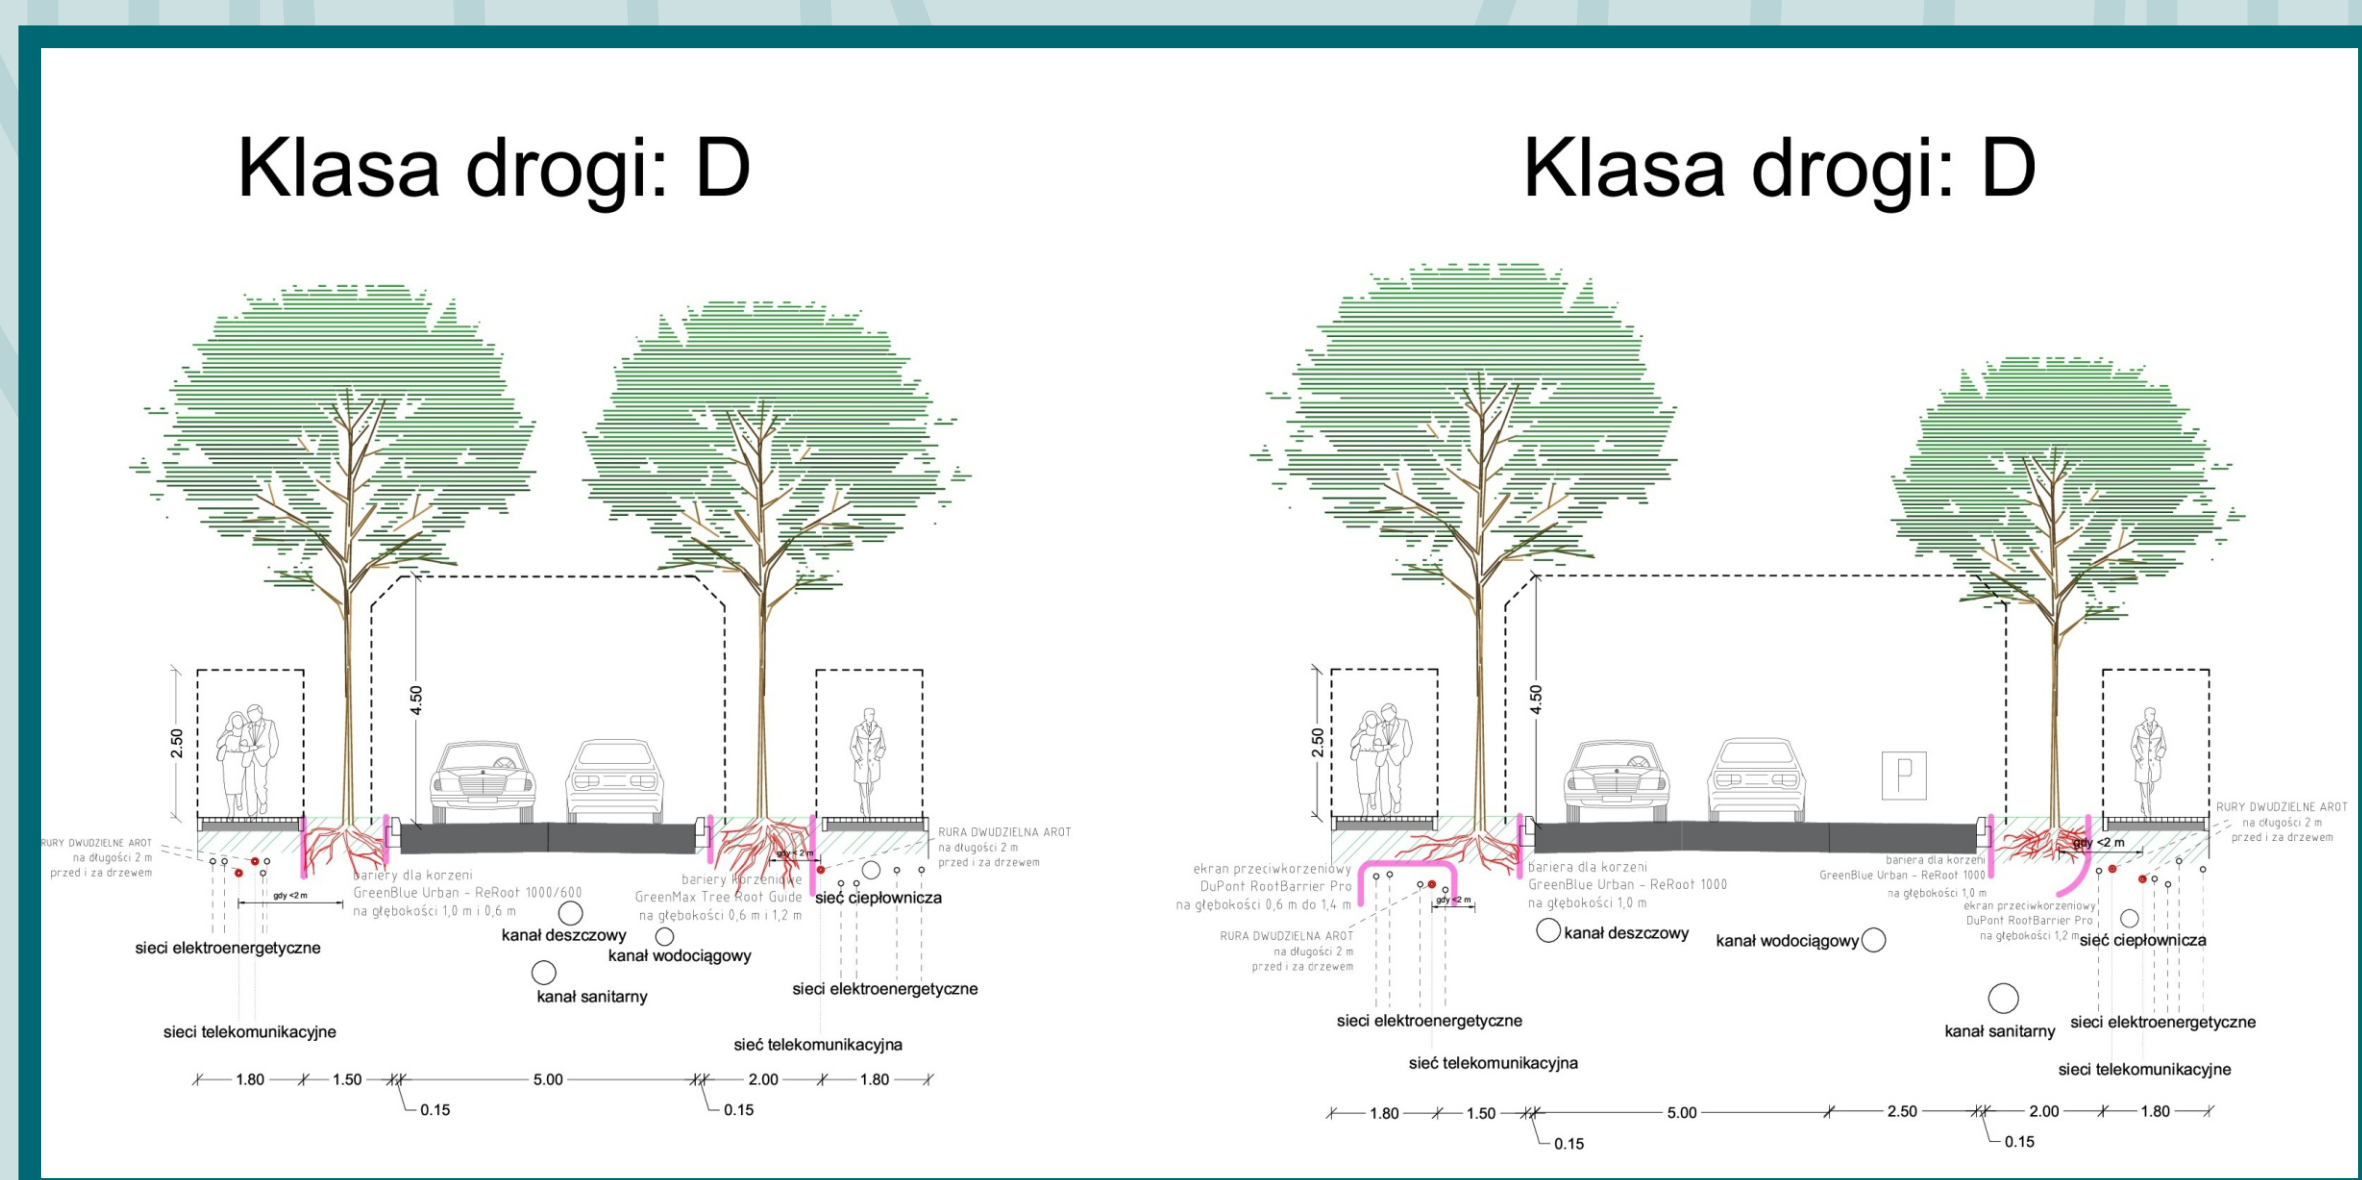 Klasa drogi: D
4.50
2.50
RURY DWUDZIELNE AROT
na długości 2 m
przed i za drzewem
gdy <2 m
bariery dla korzeni
GreenBlue Urban - ReRoot 1000/600
na głębokości 1,0 m i 0,6 m
bariery korzeniowe
GreenMax Tree Root Guide
na głębokości 0,6 m i 1,2 m
gdy < 2 m
RURA DWUDZIELNA AROT
na długości 2 m
przed i za drzewem
sieć ciepłownicza
sieci elektroenergetyczne
kanał deszczowy
kanał wodociągowy
kanał sanitarny
sieci elektroenergetyczne
sieci telekomunikacyjne
sieć telekomunikacyjna
1.80
1.50
5.00
2.00
1.80
0.15
0.15
Klasa drogi: D
4.50
2.50
P
RURY DWUDZIELNE AROT
na długości 2 m
przed i za drzewem
ekran przeciwkorzeniowy
DuPont RootBarrier Pro
na głębokości 0,6 m do 1,4 m
gdy <2 m
RURA DWUDZIELNA AROT
na długości 2 m
przed i za drzewem
bariera dla korzeni
GreenBlue Urban - ReRoot 1000
na głębokości 1,0 m
gdy <2 m
bariera dla korzeni
GreenBlue Urban - ReRoot 1000
na głębokości 1,0 m
ekran przeciwkorzeniowy
DuPont RootBarrier Pro
na głębokości 1,2 m
kanał deszczowy
kanał wodociągowy
sieć ciepłownicza
kanał sanitarny
sieci elektroenergetyczne
sieci elektroenergetyczne
sieć telekomunikacyjna
sieci telekomunikacyjne
1.80
1.50
5.00
2.50
2.00
1.80
0.15
0.15